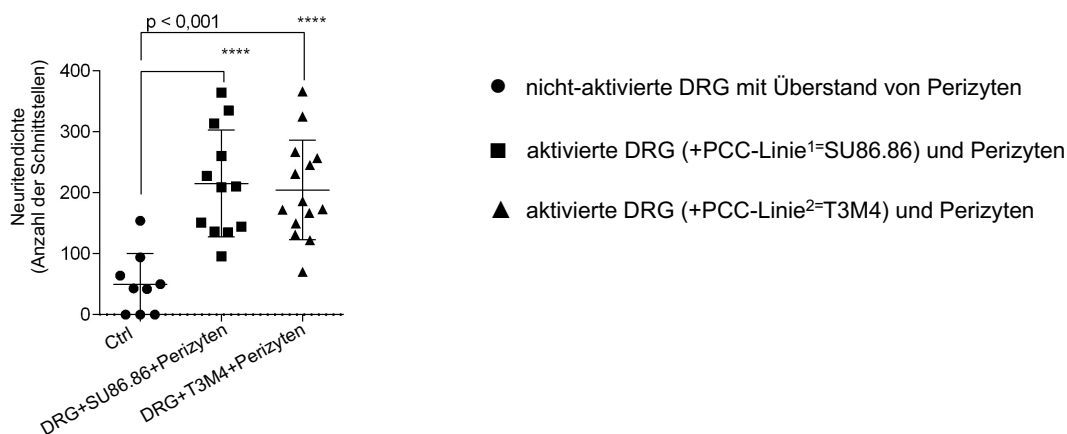 p < 0,001
****
****
Neuritendichte
(Anzahl der Schnittstellen)
400
300
200
100
0
Ctrl
DRG+SU86.86+Perizyten
DRG+T3M4+Perizyten
nicht-aktivierte DRG mit Überstand von Perizyten
aktivierte DRG (+PCC-Linie¹⁼SU86.86) und Perizyten
aktivierte DRG (+PCC-Linie²⁼T3M4) und Perizyten